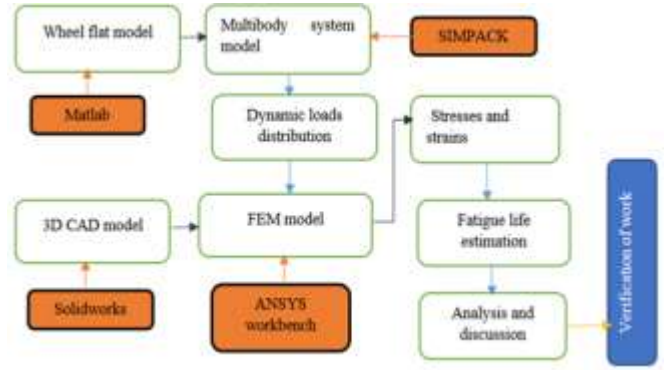 Wheel flat model
Multibody system
model
SIMPACK
Matlab
Dynamic loads
distribution
Stresses and
strains
3D CAD model
FEM model
Fatigue life
estimation
Solidworks
ANSYS
workbench
Analysis and
discussion
Verification of work